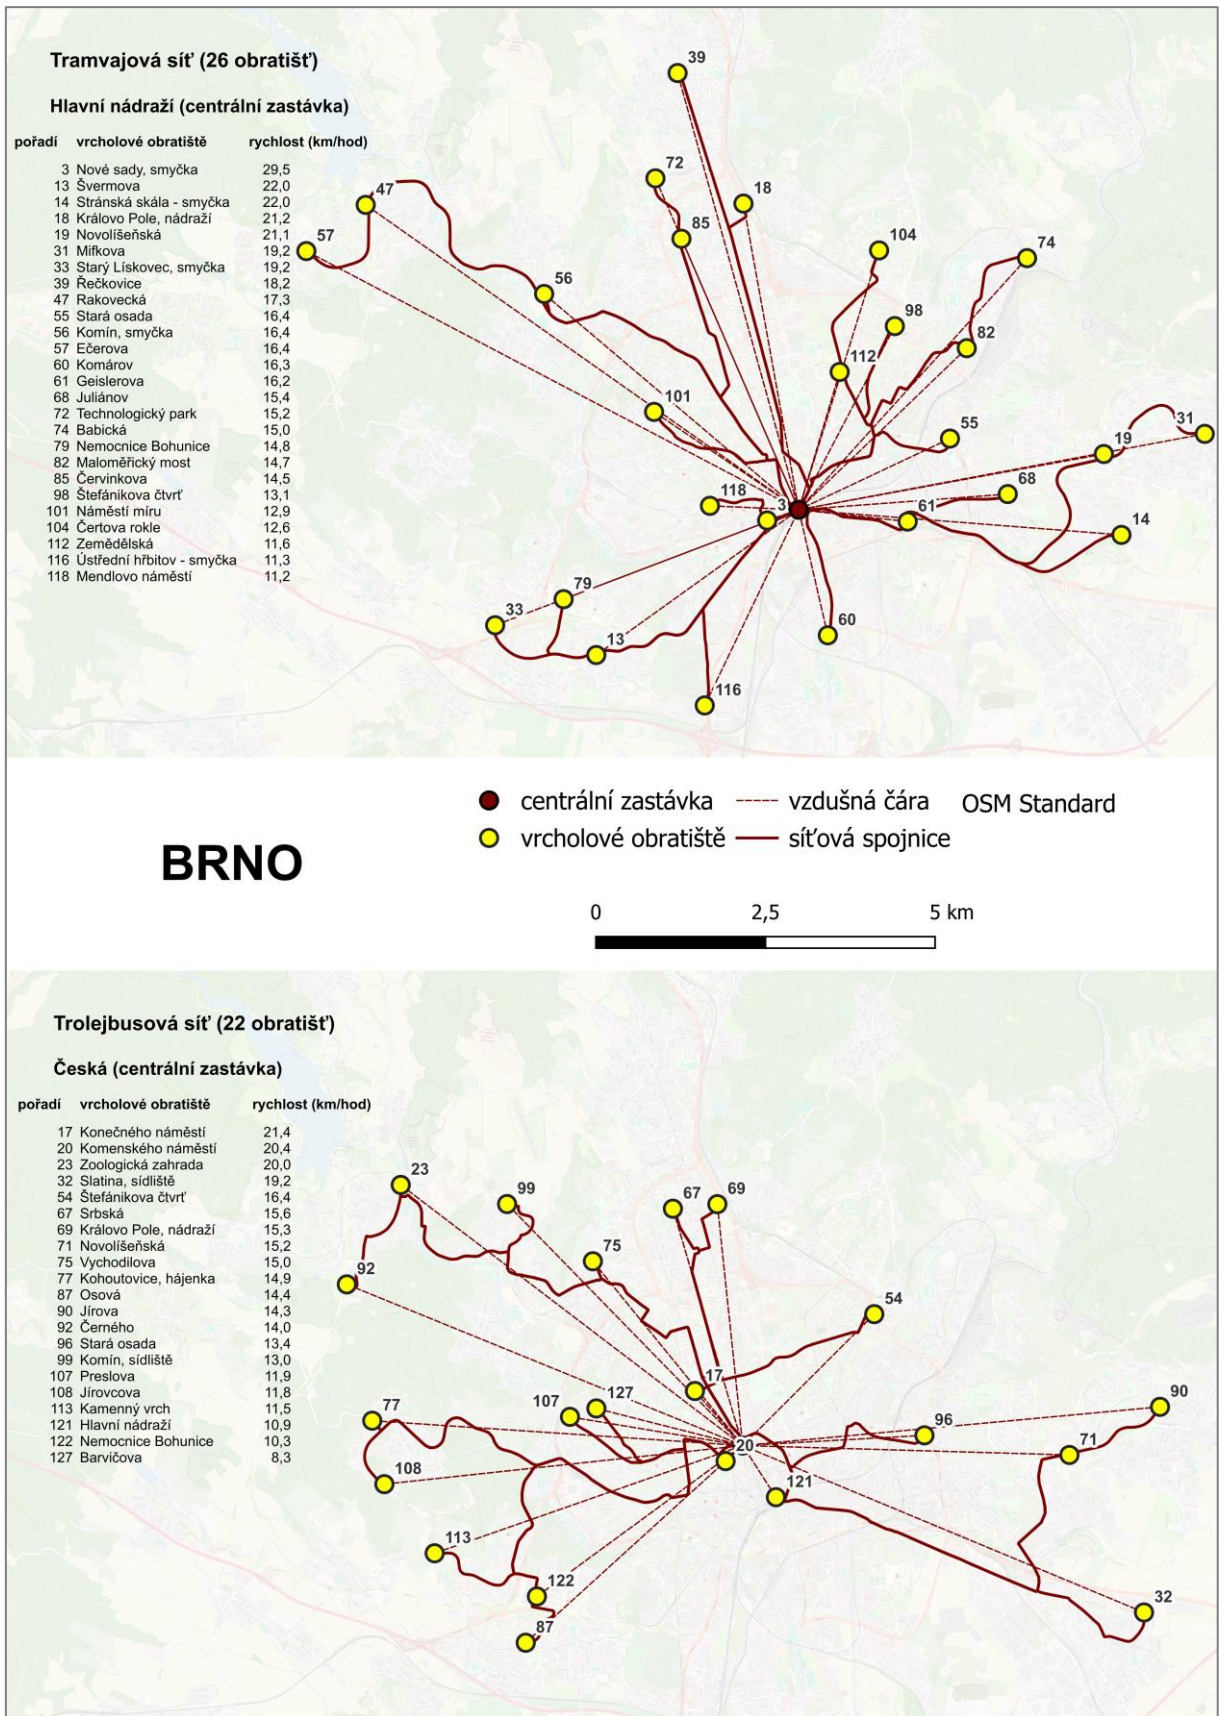 Tramvajová síť (26 obratišť)
Hlavní nádraží (centrální zastávka)
pořadí vrcholové obratiště rychlost (km/hod)
3 Nové sady, smyčka 29,5
13 Švermova 22,0
14 Stránská skála - smyčka 22,0
18 Královo Pole, nádraží 21,2
19 Novolíšeňská 21,1
31 Mifkova 19,2
33 Starý Lískovec, smyčka 19,2
39 Řečkovice 18,2
47 Rakovecká 17,3
55 Stará osada 16,4
56 Komín, smyčka 16,4
57 Ečerova 16,4
60 Komárov 16,3
61 Geislerova 16,2
68 Juliánov 15,4
72 Technologický park 15,2
74 Babická 15,0
79 Nemocnice Bohunice 14,8
82 Maloměřický most 14,7
85 Červinkova 14,5
98 Štefánikova čtvrť 13,1
101 Náměstí míru 12,9
104 Čertova rokle 12,6
112 Zemědělská 11,6
116 Ústřední hřbitov - smyčka 11,3
118 Mendlovo náměstí 11,2
39
72
18
47
85
104
74
57
56
98
82
112
101
55
31
19
68
118
3
61
14
79
33
60
13
116
centrální zastávka
vzdušná čára
OSM Standard
vrcholové obratiště
síťová spojnice
BRNO
0 2,5 5 km
Trolejbusová síť (22 obratišť)
Česká (centrální zastávka)
pořadí vrcholové obratiště rychlost (km/hod)
17 Konečného náměstí 21,4
20 Komenského náměstí 20,4
23 Zoologická zahrada 20,0
32 Slatina, sídliště 19,2
54 Štefánikova čtvrť 16,4
67 Srbská 15,6
69 Královo Pole, nádraží 15,3
71 Novolíšeňská 15,2
75 Vychodilova 15,0
77 Kohoutovice, hájenka 14,9
87 Osová 14,4
90 Jírova 14,3
92 Černého 14,0
96 Stará osada 13,4
99 Komín, sídliště 13,0
107 Preslova 11,9
108 Jírovcova 11,8
113 Kamenný vrch 11,5
121 Hlavní nádraží 10,9
122 Nemocnice Bohunice 10,3
127 Barvičova 8,3
23
99
67
69
75
92
54
17
127
107
77
90
96
71
20
108
121
113
122
32
87